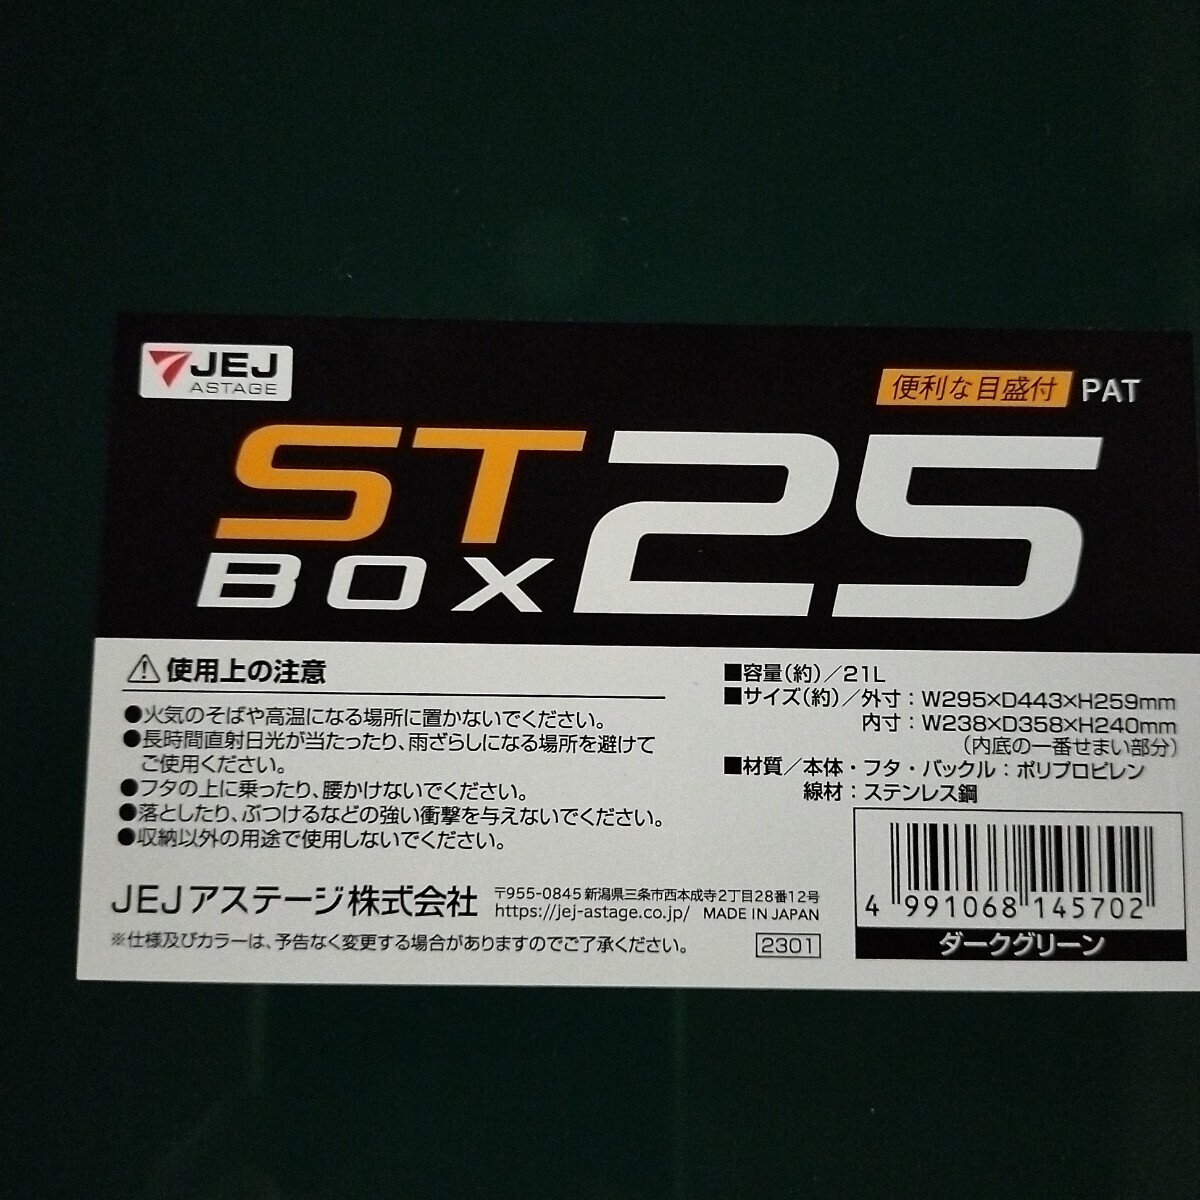 JEJ
ASTAGE
便利な目盛付 PAT
ST
BOX
25
⚠使用上の注意
●火気のそばや高温になる場所に置かないでください。
●長時間直射日光が当たったり、雨ざらしになる場所を避けて
ご使用ください。
●フタの上に乗ったり、腰かけないでください。
●落としたり、ぶつけるなどの強い衝撃を与えないでください。
●収納以外の用途で使用しないでください。
■容量(約)/21L
■サイズ(約)/外寸：W295×D443×H259mm
内寸：W238×D358×H240mm
（内底の一番せまい部分）
■材質/本体・フタ・バックル：ポリプロピレン
線材：ステンレス鋼
JEJアステージ株式会社
〒955-0845 新潟県三条市西本成寺2丁目28番12号
https://jej-astage.co.jp/ MADE IN JAPAN
※仕様及びカラーは、予告なく変更する場合がありますのでご了承ください。
2301
4 991068 145702
ダークグリーン